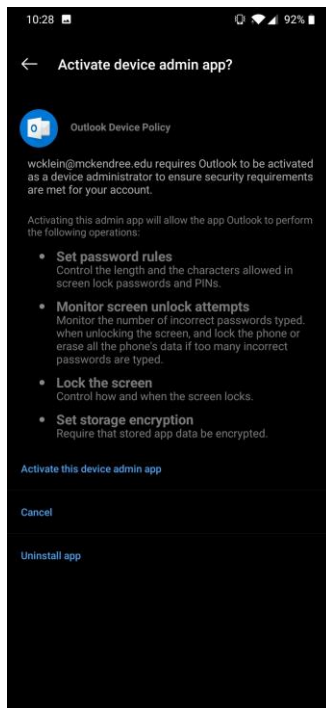 10:28
92%
Activate device admin app?
Outlook Device Policy
wcklein@mckendree.edu requires Outlook to be activated
as a device administrator to ensure security requirements
are met for your account.
Activating this admin app will allow the app Outlook to perform
the following operations:
• Set password rules
Control the length and the characters allowed in
screen lock passwords and PINs.
• Monitor screen unlock attempts
Monitor the number of incorrect passwords typed.
when unlocking the screen, and lock the phone or
erase all the phone's data if too many incorrect
passwords are typed.
• Lock the screen
Control how and when the screen locks.
• Set storage encryption
Require that stored app data be encrypted.
Activate this device admin app
Cancel
Uninstall app